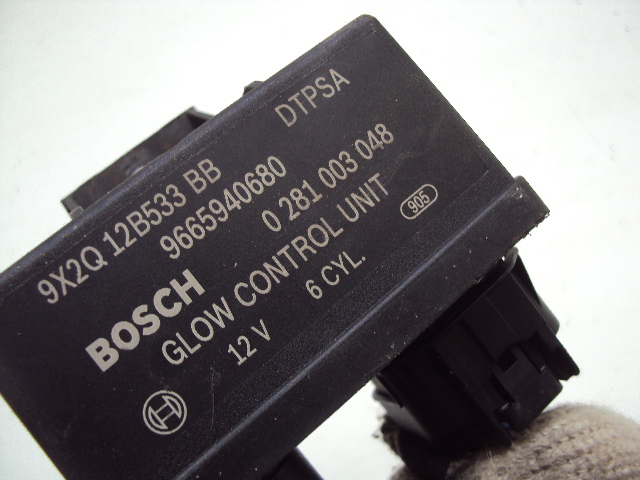 DTPSA
9X2Q 12B533 BB
9665940680
0 281 003 048
BOSCH
GLOW CONTROL UNIT
12 V 6 CYL.
905